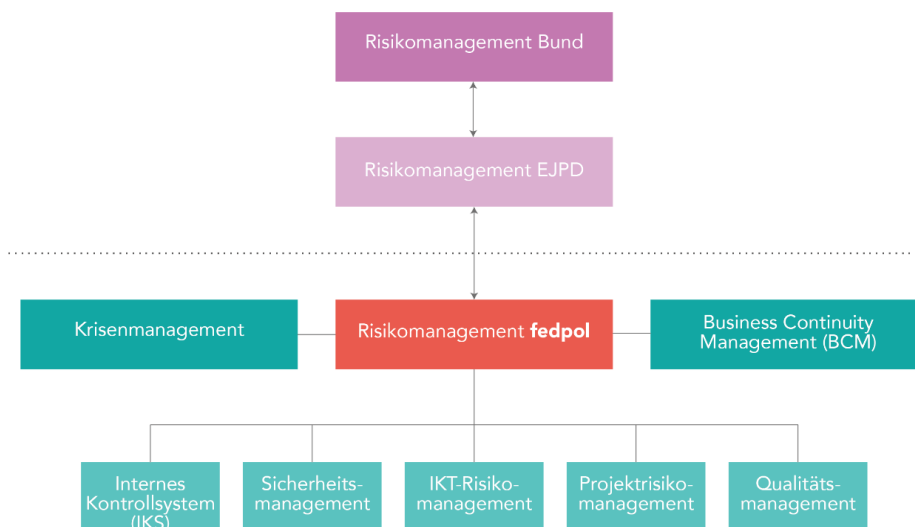 Risikomanagement Bund
Risikomanagement EJPD
Krisenmanagement
Risikomanagement fedpol
Business Continuity
Management (BCM)
Internes
Kontrollsystem
(IKS)
Sicherheits-
management
IKT-Risiko-
management
Projektrisiko-
management
Qualitäts-
management